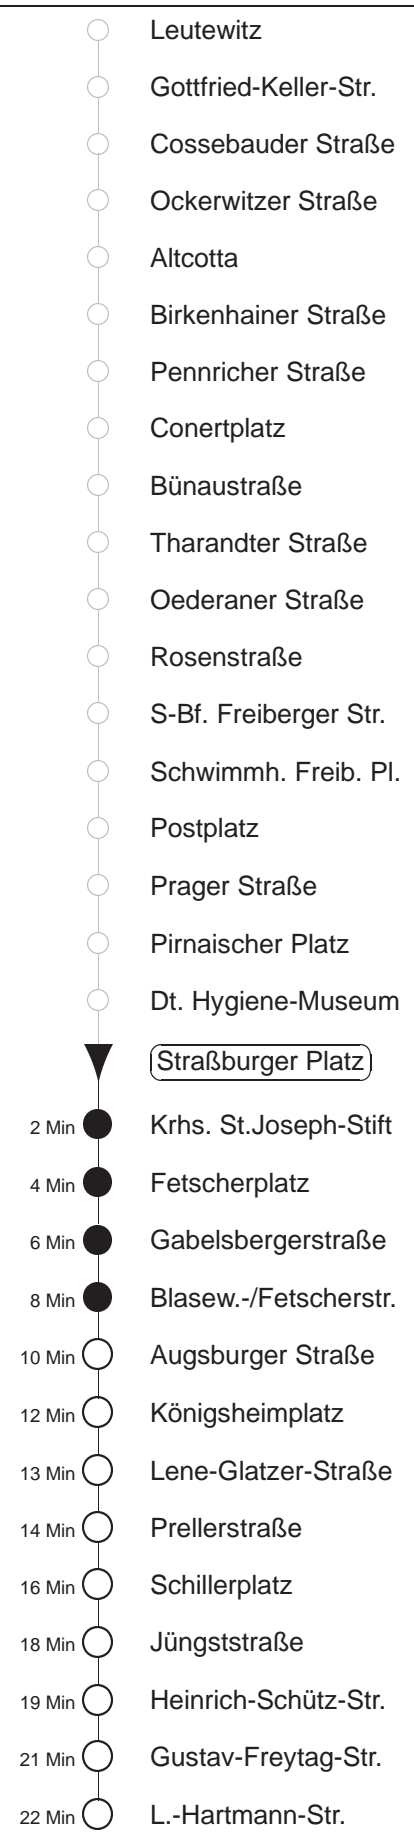 Leutewitz
Gottfried-Keller-Str.
Cossebauder Straße
Ockerwitzer Straße
Altcotta
Birkenhainer Straße
Pennricher Straße
Conertplatz
Bünaustraße
Tharandter Straße
Oederaner Straße
Rosenstraße
S-Bf. Freiberger Str.
Schwimmh. Freib. Pl.
Postplatz
Prager Straße
Pirnaischer Platz
Dt. Hygiene-Museum
Straßburger Platz
2 Min Krhs. St.Joseph-Stift
4 Min Fetscherplatz
6 Min Gabelsbergerstraße
8 Min Blasew.-/Fetscherstr.
10 Min Augsburger Straße
12 Min Königsheimplatz
13 Min Lene-Glatzer-Straße
14 Min Prellerstraße
16 Min Schillerplatz
18 Min Jüngststraße
19 Min Heinrich-Schütz-Str.
21 Min Gustav-Freytag-Str.
22 Min L.-Hartmann-Str.